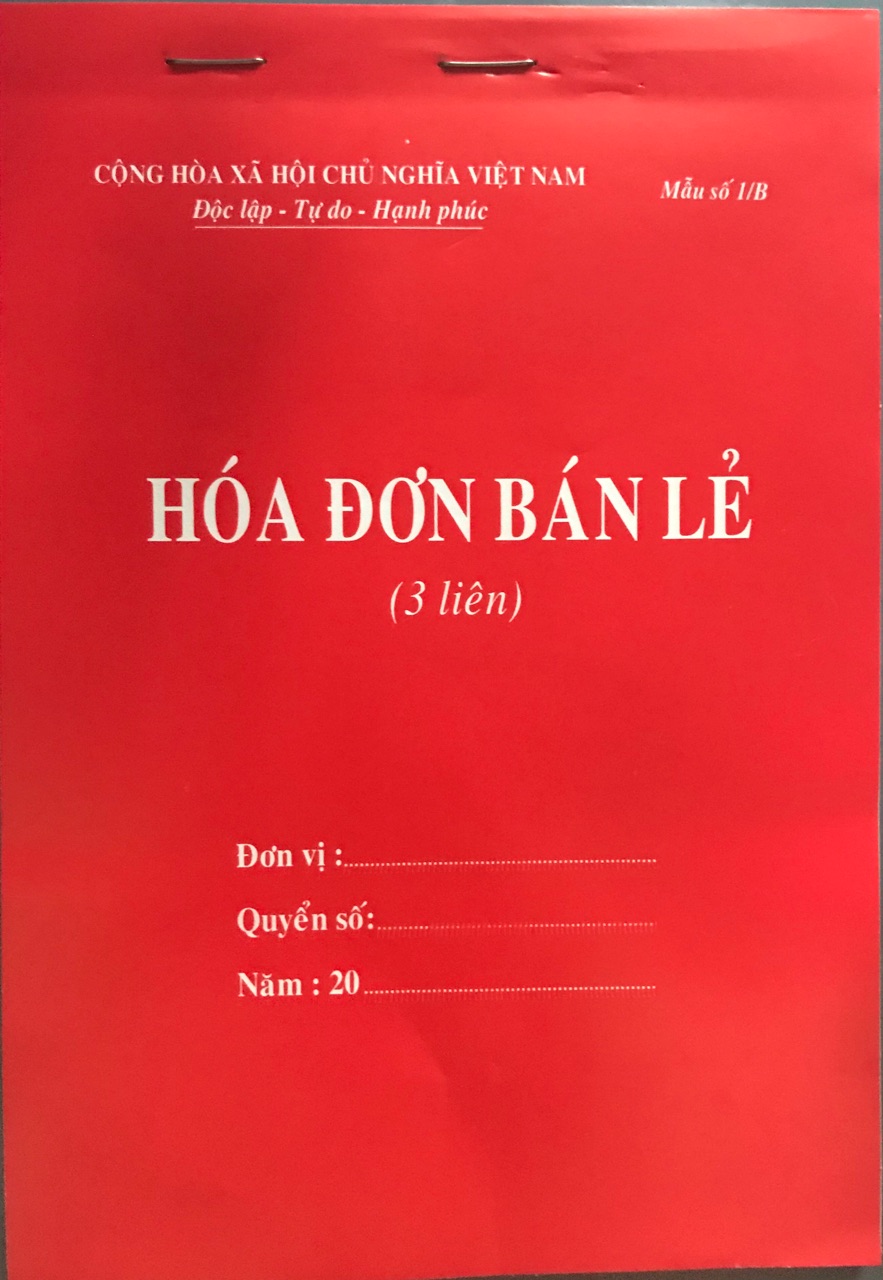 CỘNG HÒA XÃ HỘI CHỦ NGHĨA VIỆT NAM
Độc lập - Tự do - Hạnh phúc
Mẫu số 1/B
HÓA ĐƠN BÁN LẺ
(3 liên)
Đơn vị :
Quyển số:
Năm : 20